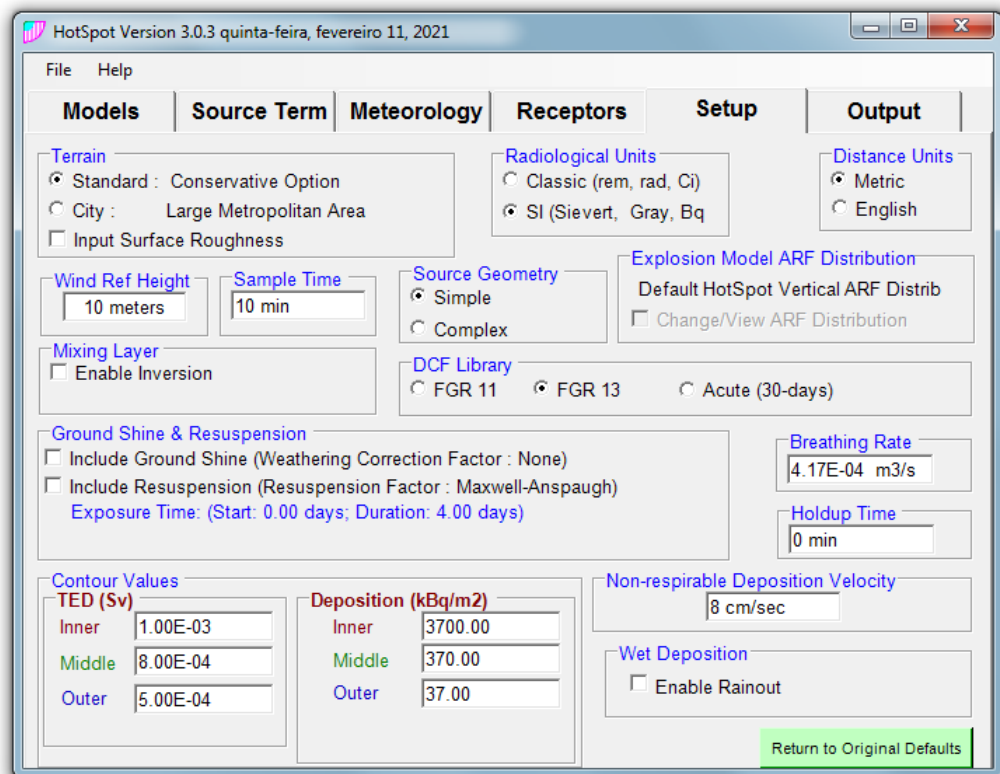 HotSpot Version 3.0.3 quinta-feira, fevereiro 11, 2021
File Help
Models Source Term Meteorology Receptors Setup Output
Terrain
Standard : Conservative Option
City : Large Metropolitan Area
Input Surface Roughness
Radiological Units
Classic (rem, rad, Ci)
SI (Sievert, Gray, Bq
Distance Units
Metric
English
Wind Ref Height
10 meters
Sample Time
10 min
Source Geometry
Simple
Complex
Explosion Model ARF Distribution
Default HotSpot Vertical ARF Distrib
Change/View ARF Distribution
Mixing Layer
Enable Inversion
DCF Library
FGR 11 FGR 13 Acute (30-days)
Ground Shine & Resuspension
Include Ground Shine (Weathering Correction Factor : None)
Include Resuspension (Resuspension Factor : Maxwell-Anspaugh)
Exposure Time: (Start: 0.00 days; Duration: 4.00 days)
Breathing Rate
4.17E-04 m3/s
Holdup Time
0 min
Contour Values
TED (Sv)
Inner 1.00E-03
Middle 8.00E-04
Outer 5.00E-04
Deposition (kBq/m2)
Inner 3700.00
Middle 370.00
Outer 37.00
Non-respirable Deposition Velocity
8 cm/sec
Wet Deposition
Enable Rainout
Return to Original Defaults